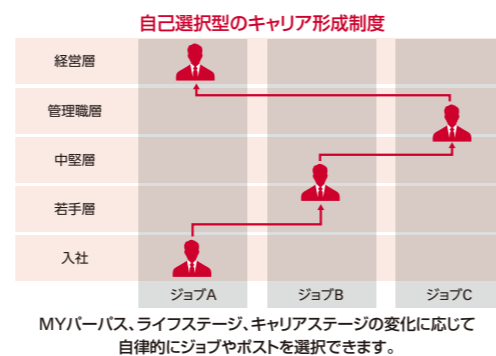 自己選択型のキャリア形成制度
経営層
管理職層
中堅層
若手層
入社
ジョブA
ジョブB
ジョブC
MYパーパス、ライフステージ、キャリアステージの変化に応じて
自律的にジョブやポストを選択できます。